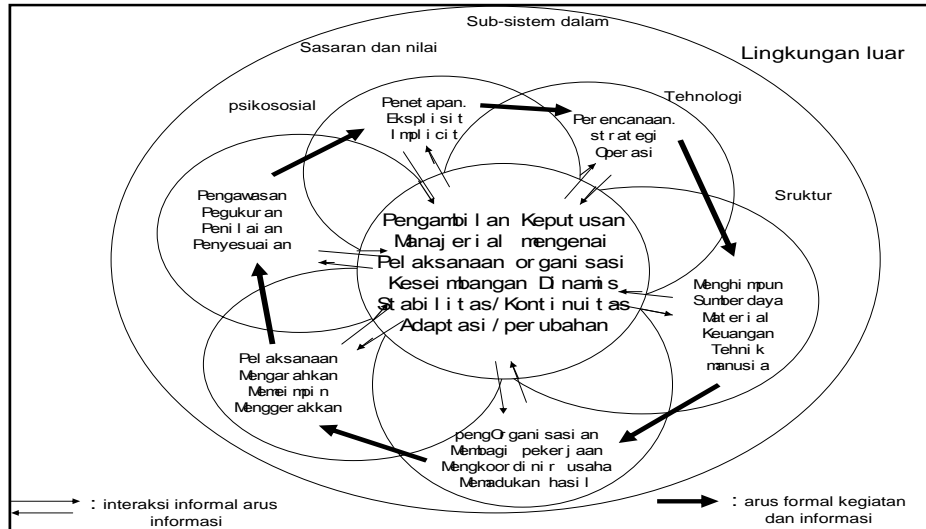 Sub-sistem dalam
Sasaran dan nilai
Lingkungan luar
psikososial
Tehnologi
Sruktur
Penetapan.
Eksplisit
Implicit
Perencanaan.
strategi
Operasi
Pengawasan
Pegukuran
Penilaian
Penyesuaian
Pengambilan Keputusan
Manajerial mengenai
Pelaksanaan organisasi
Keseimbangan Dinamis
Stabilitas/Kontinuitas
Adaptasi/perubahan
Menghimpun
Sumberdaya
Material
Keuangan
Tehnik
manusia
Pelaksanaan
Mengarahkan
Memeimpin
Menggerakkan
pengOrganisasian
Membagi pekerjaan
Mengkoordinir usaha
Memadukan hasil
: interaksi informal arus
informasi
: arus formal kegiatan
dan informasi